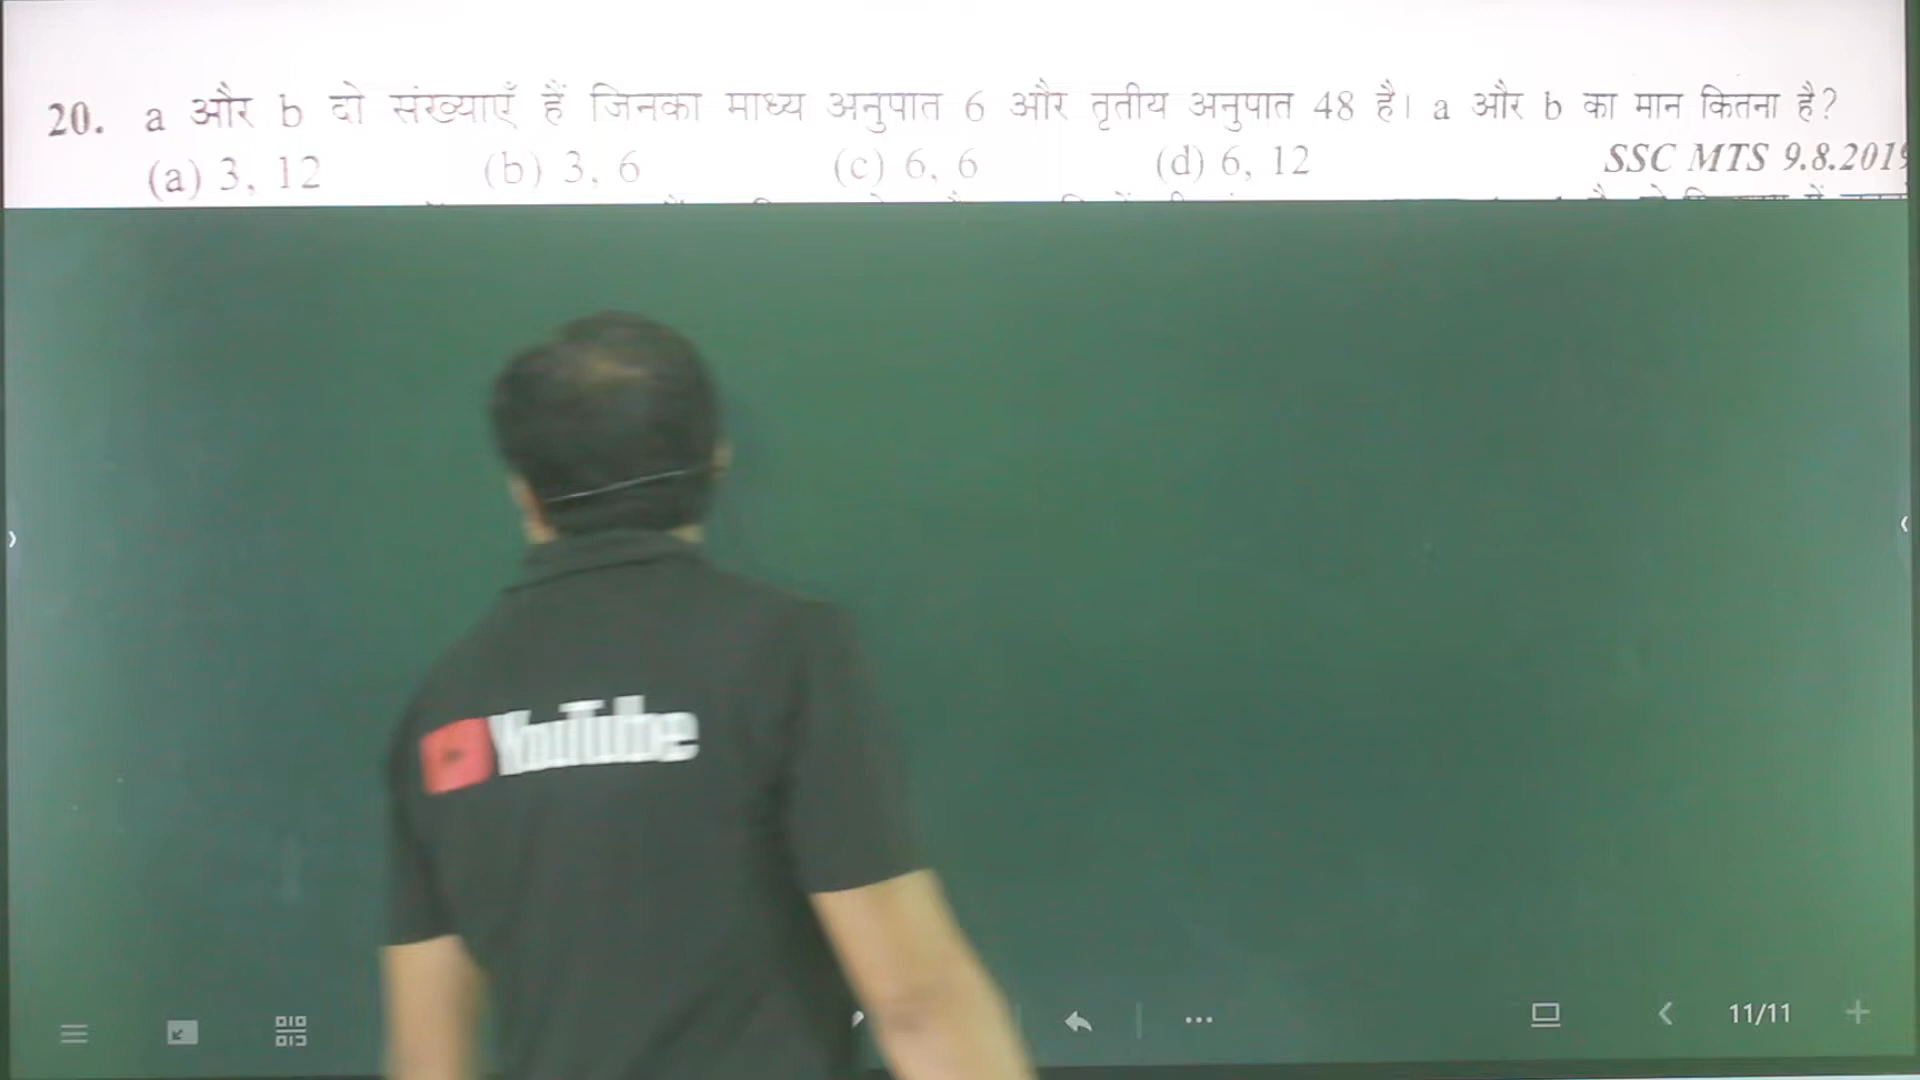 20. a और b दो संख्याएँ हैं जिनका माध्य अनुपात 6 और तृतीय अनुपात 48 है। a और b का मान कितना है?
(a) 3, 12 (b) 3, 6 (c) 6, 6 (d) 6, 12 SSC MTS 9.8.2019
YouTube
11/11